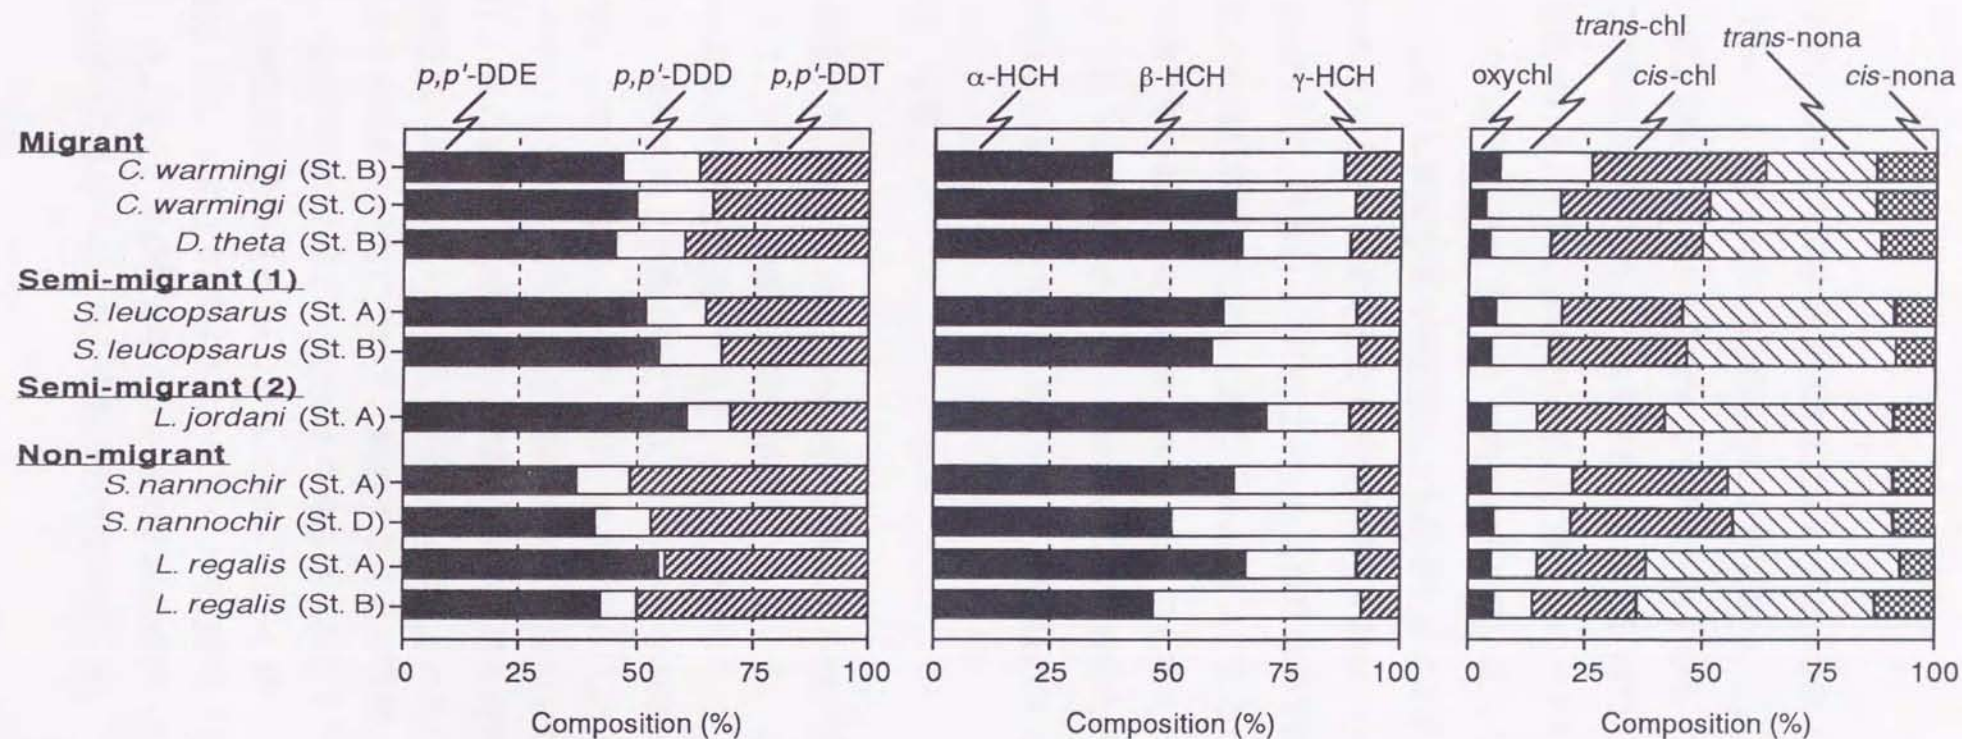 trans-chl
trans-nona
p,p'-DDE p,p'-DDD p,p'-DDT α-HCH β-HCH γ-HCH oxychl cis-chl cis-nona
Migrant
C. warmingi (St. B)
C. warmingi (St. C)
D. theta (St. B)
Semi-migrant (1)
S. leucopsarus (St. A)
S. leucopsarus (St. B)
Semi-migrant (2)
L. jordani (St. A)
Non-migrant
S. nannochir (St. A)
S. nannochir (St. D)
L. regalis (St. A)
L. regalis (St. B)
0 25 50 75 100 0 25 50 75 100 0 25 50 75 100
Composition (%) Composition (%) Composition (%)